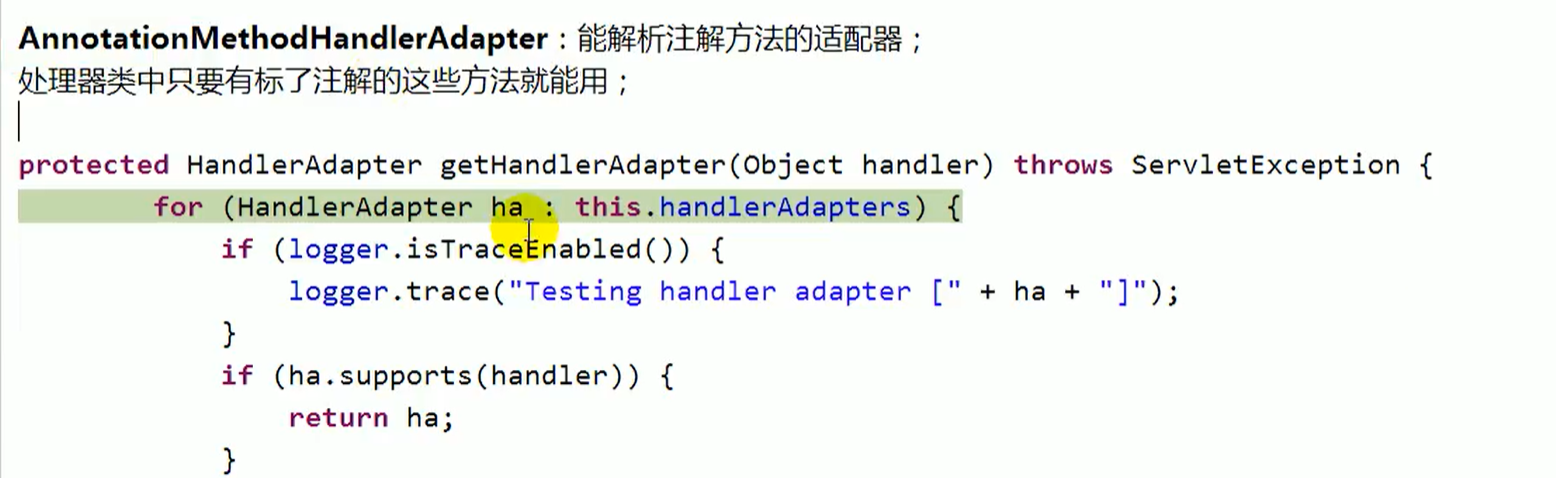 AnnotationMethodHandlerAdapter：能解析注解方法的适配器；
处理器类中只要有标了注解的这些方法就能用；
protected HandlerAdapter getHandlerAdapter(Object handler) throws ServletException {
for (HandlerAdapter ha : this.handlerAdapters) {
if (logger.isTraceEnabled()) {
logger.trace("Testing handler adapter [" + ha + "]");
}
if (ha.supports(handler)) {
return ha;
}